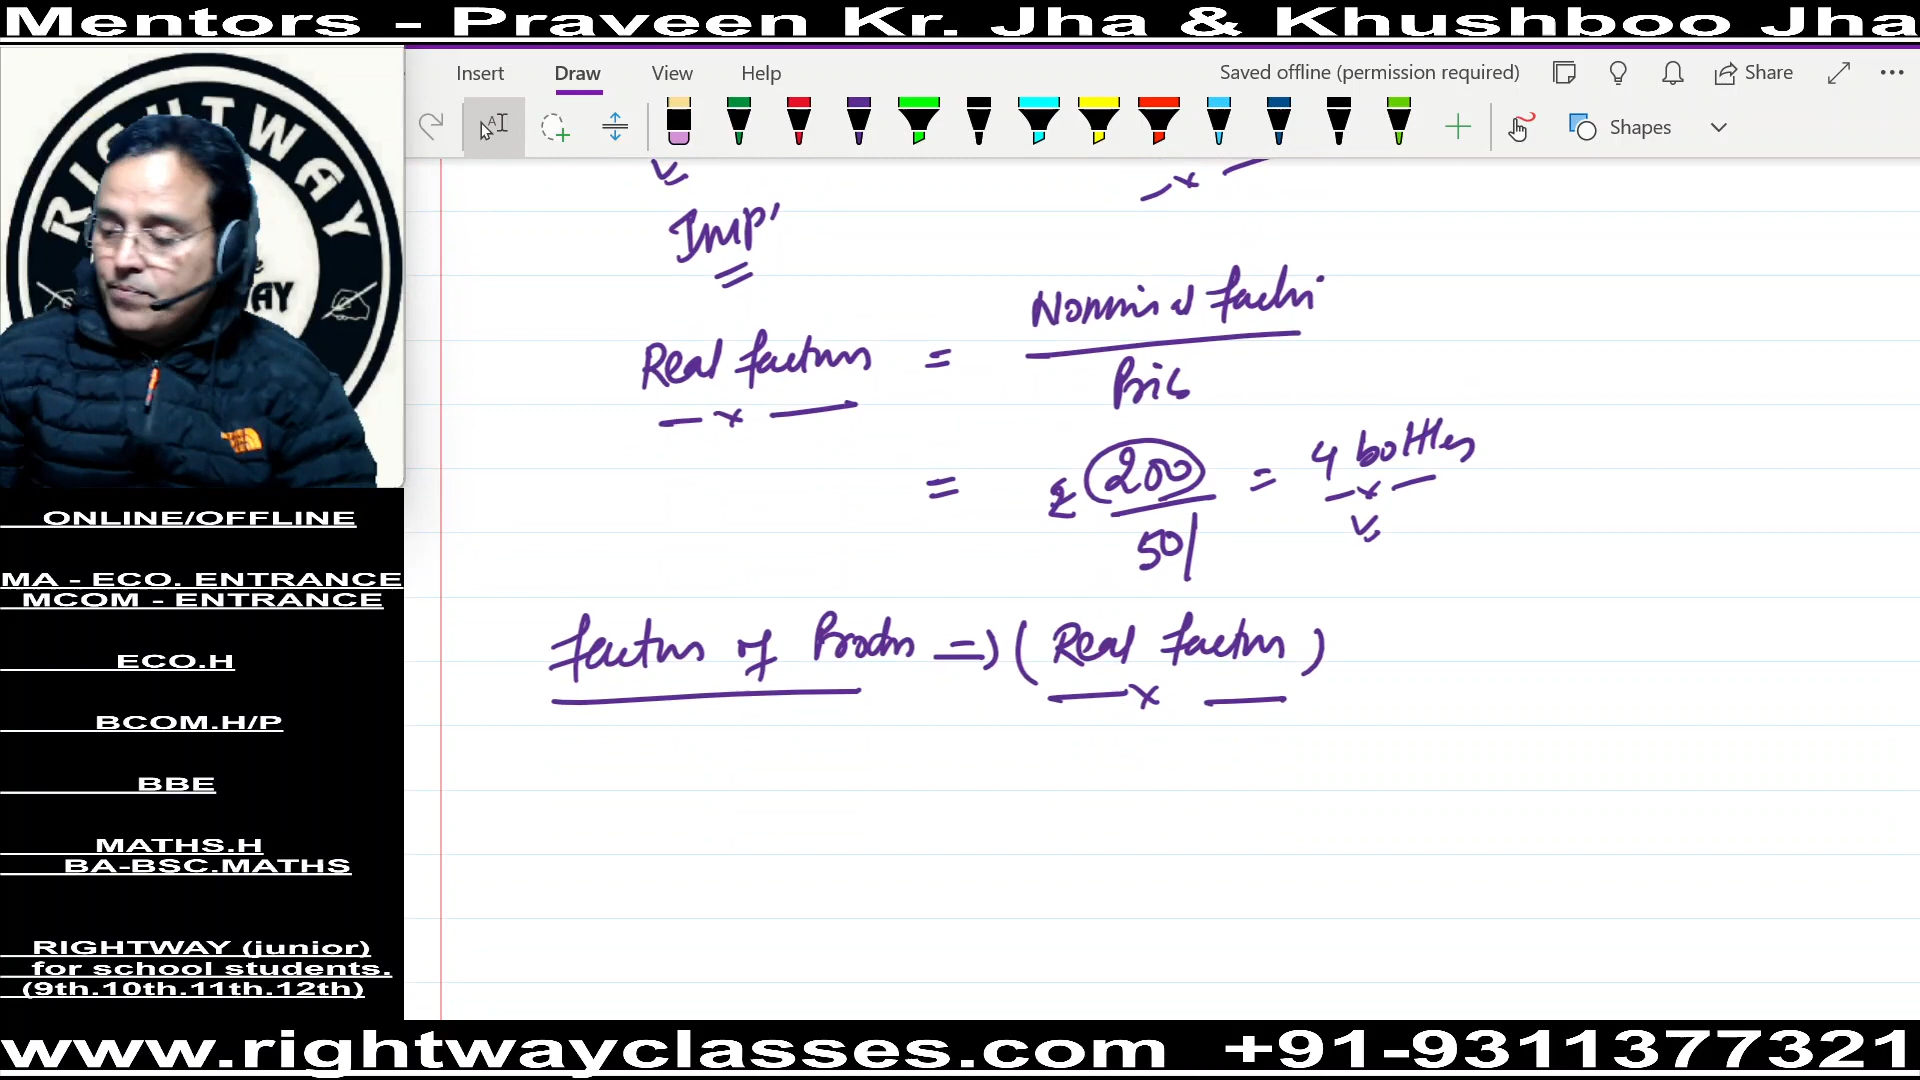 Mentors - Praveen Kr. Jha & Khushboo Jha
Insert Draw View Help Saved offline (permission required) Share
Shapes
RIGHTWAY
WAY
Imp'
Real factors = Nominal factor
Price
= ₹ 200 = 4 bottles
50/
factors of Prodn => (Real factors)
ONLINE/OFFLINE
MA - ECO. ENTRANCE
MCOM - ENTRANCE
ECO.H
BCOM.H/P
BBE
MATHS.H
BA-BSC.MATHS
RIGHTWAY (junior)
for school students.
(9th.10th.11th.12th)
www.rightwayclasses.com +91-9311377321